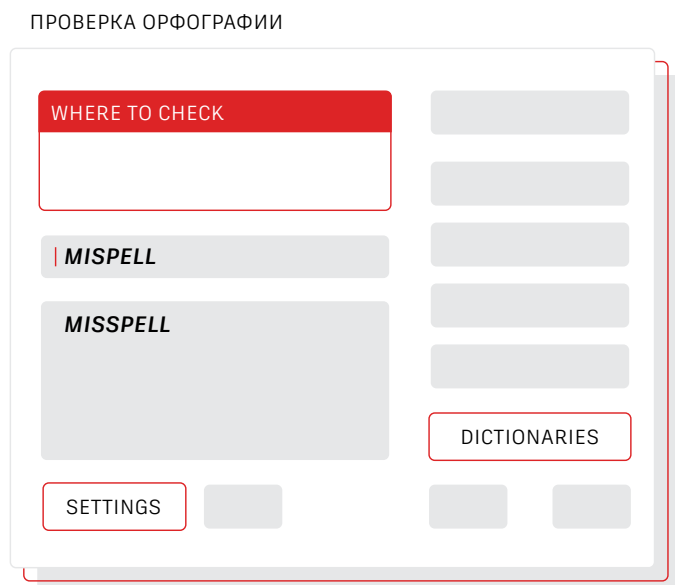 ПРОВЕРКА ОРФОГРАФИИ
WHERE TO CHECK
MISPELL
MISSPELL
DICTIONARIES
SETTINGS